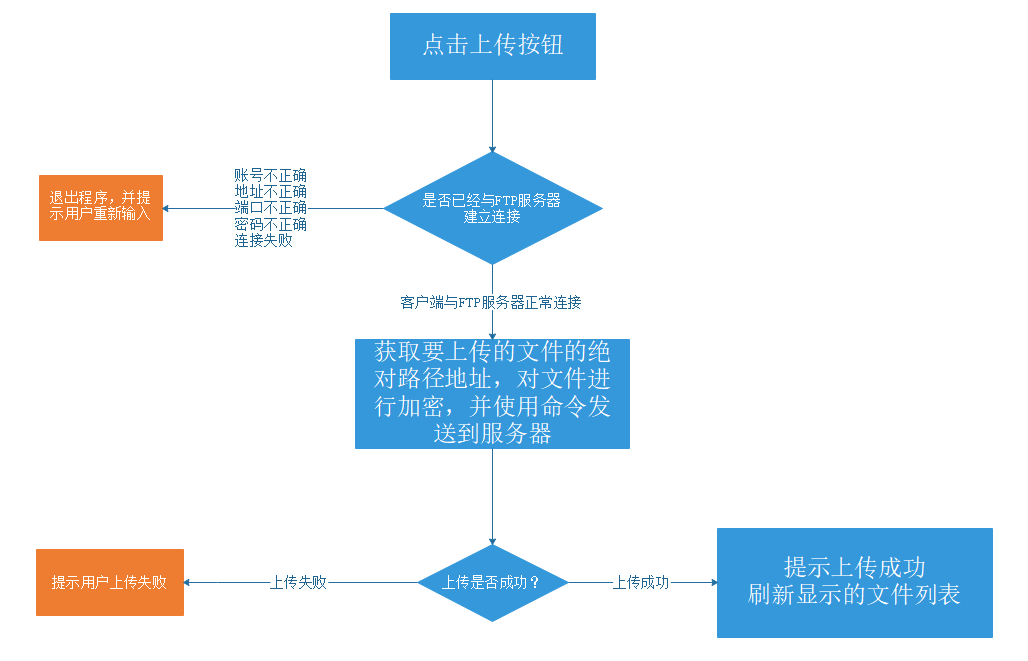 点击上传按钮
是否已经与FTP服务器
建立连接
账号不正确
地址不正确
端口不正确
密码不正确
连接失败
退出程序，并提
示用户重新输入
客户端与FTP服务器正常连接
获取要上传的文件的绝
对路径地址，对文件进
行加密，并使用命令发
送到服务器
上传是否成功？
上传失败
提示用户上传失败
上传成功
提示上传成功
刷新显示的文件列表